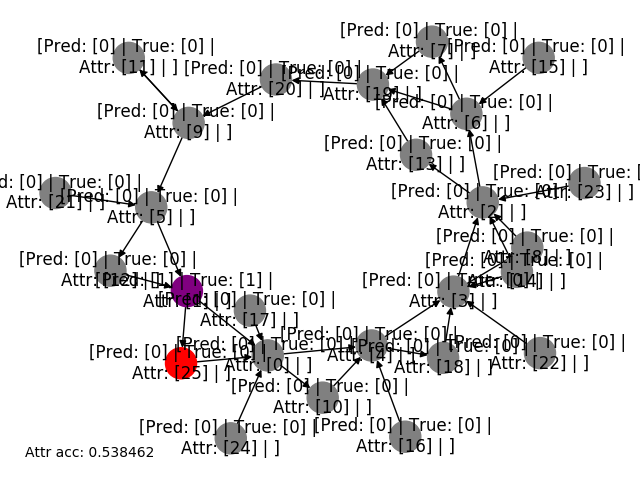 [Pred: [0] | True: [0] |
Attr: [7] | ]
[Pred: [0] | True: [0] |
Attr: [11] | ]
[Pred: [0] | True: [0] |
Attr: [15] | ]
[Pred: [0] | True: [0] |
Attr: [20] | ]
[Pred: [0] | True: [0] |
Attr: [19] | ]
[Pred: [0] | True: [0] |
Attr: [6] | ]
[Pred: [0] | True: [0] |
Attr: [9] | ]
[Pred: [0] | True: [0] |
Attr: [13] | ]
[Pred: [0] | True: [
Attr: [23] | ]
d: [0] | True: [0] |
Attr: [21] | ]
[Pred: [0] | True: [0] |
Attr: [2] | ]
[Pred: [0] | True: [0] |
Attr: [5] | ]
[Pred: [0] | True: [0] |
Attr: [8] | ]
[Pred: [0] | True: [0] |
Attr: [12] | ]
[Pred: [0] | True: [0] |
Attr: [14] | ]
[Pred: [1] | True: [1] |
Attr: [1] | ]
[Pred: [0] | True: [0] |
Attr: [3] | ]
[Pred: [0] | True: [0] |
Attr: [17] | ]
[Pred: [0] | True: [0] |
Attr: [4] | ]
[Pred: [0] | True: [0] |
Attr: [0] | ]
[Pred: [0] | True: [0] |
Attr: [18] | ]
[Pred: [0] | True: [0] |
Attr: [22] | ]
[Pred: [0] | True: [0] |
Attr: [25] | ]
[Pred: [0] | True: [0] |
Attr: [10] | ]
[Pred: [0] | True: [0] |
Attr: [24] | ]
[Pred: [0] | True: [0] |
Attr: [16] | ]
Attr acc: 0.538462